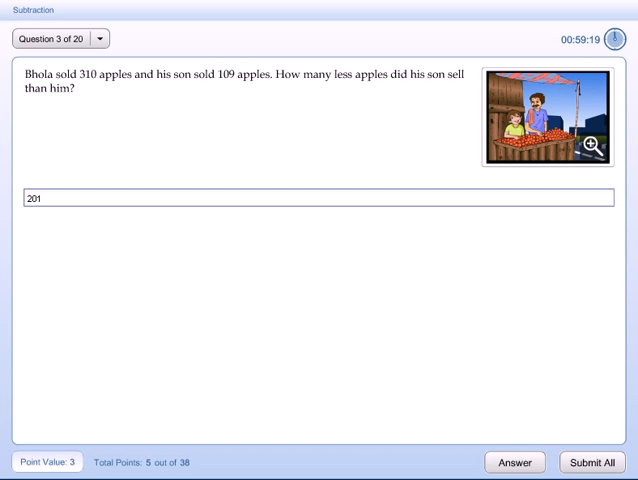 Subtraction
Question 3 of 20
00:59:19
Bhola sold 310 apples and his son sold 109 apples. How many less apples did his son sell
than him?
201
Point Value: 3
Total Points: 5 out of 38
Answer
Submit All